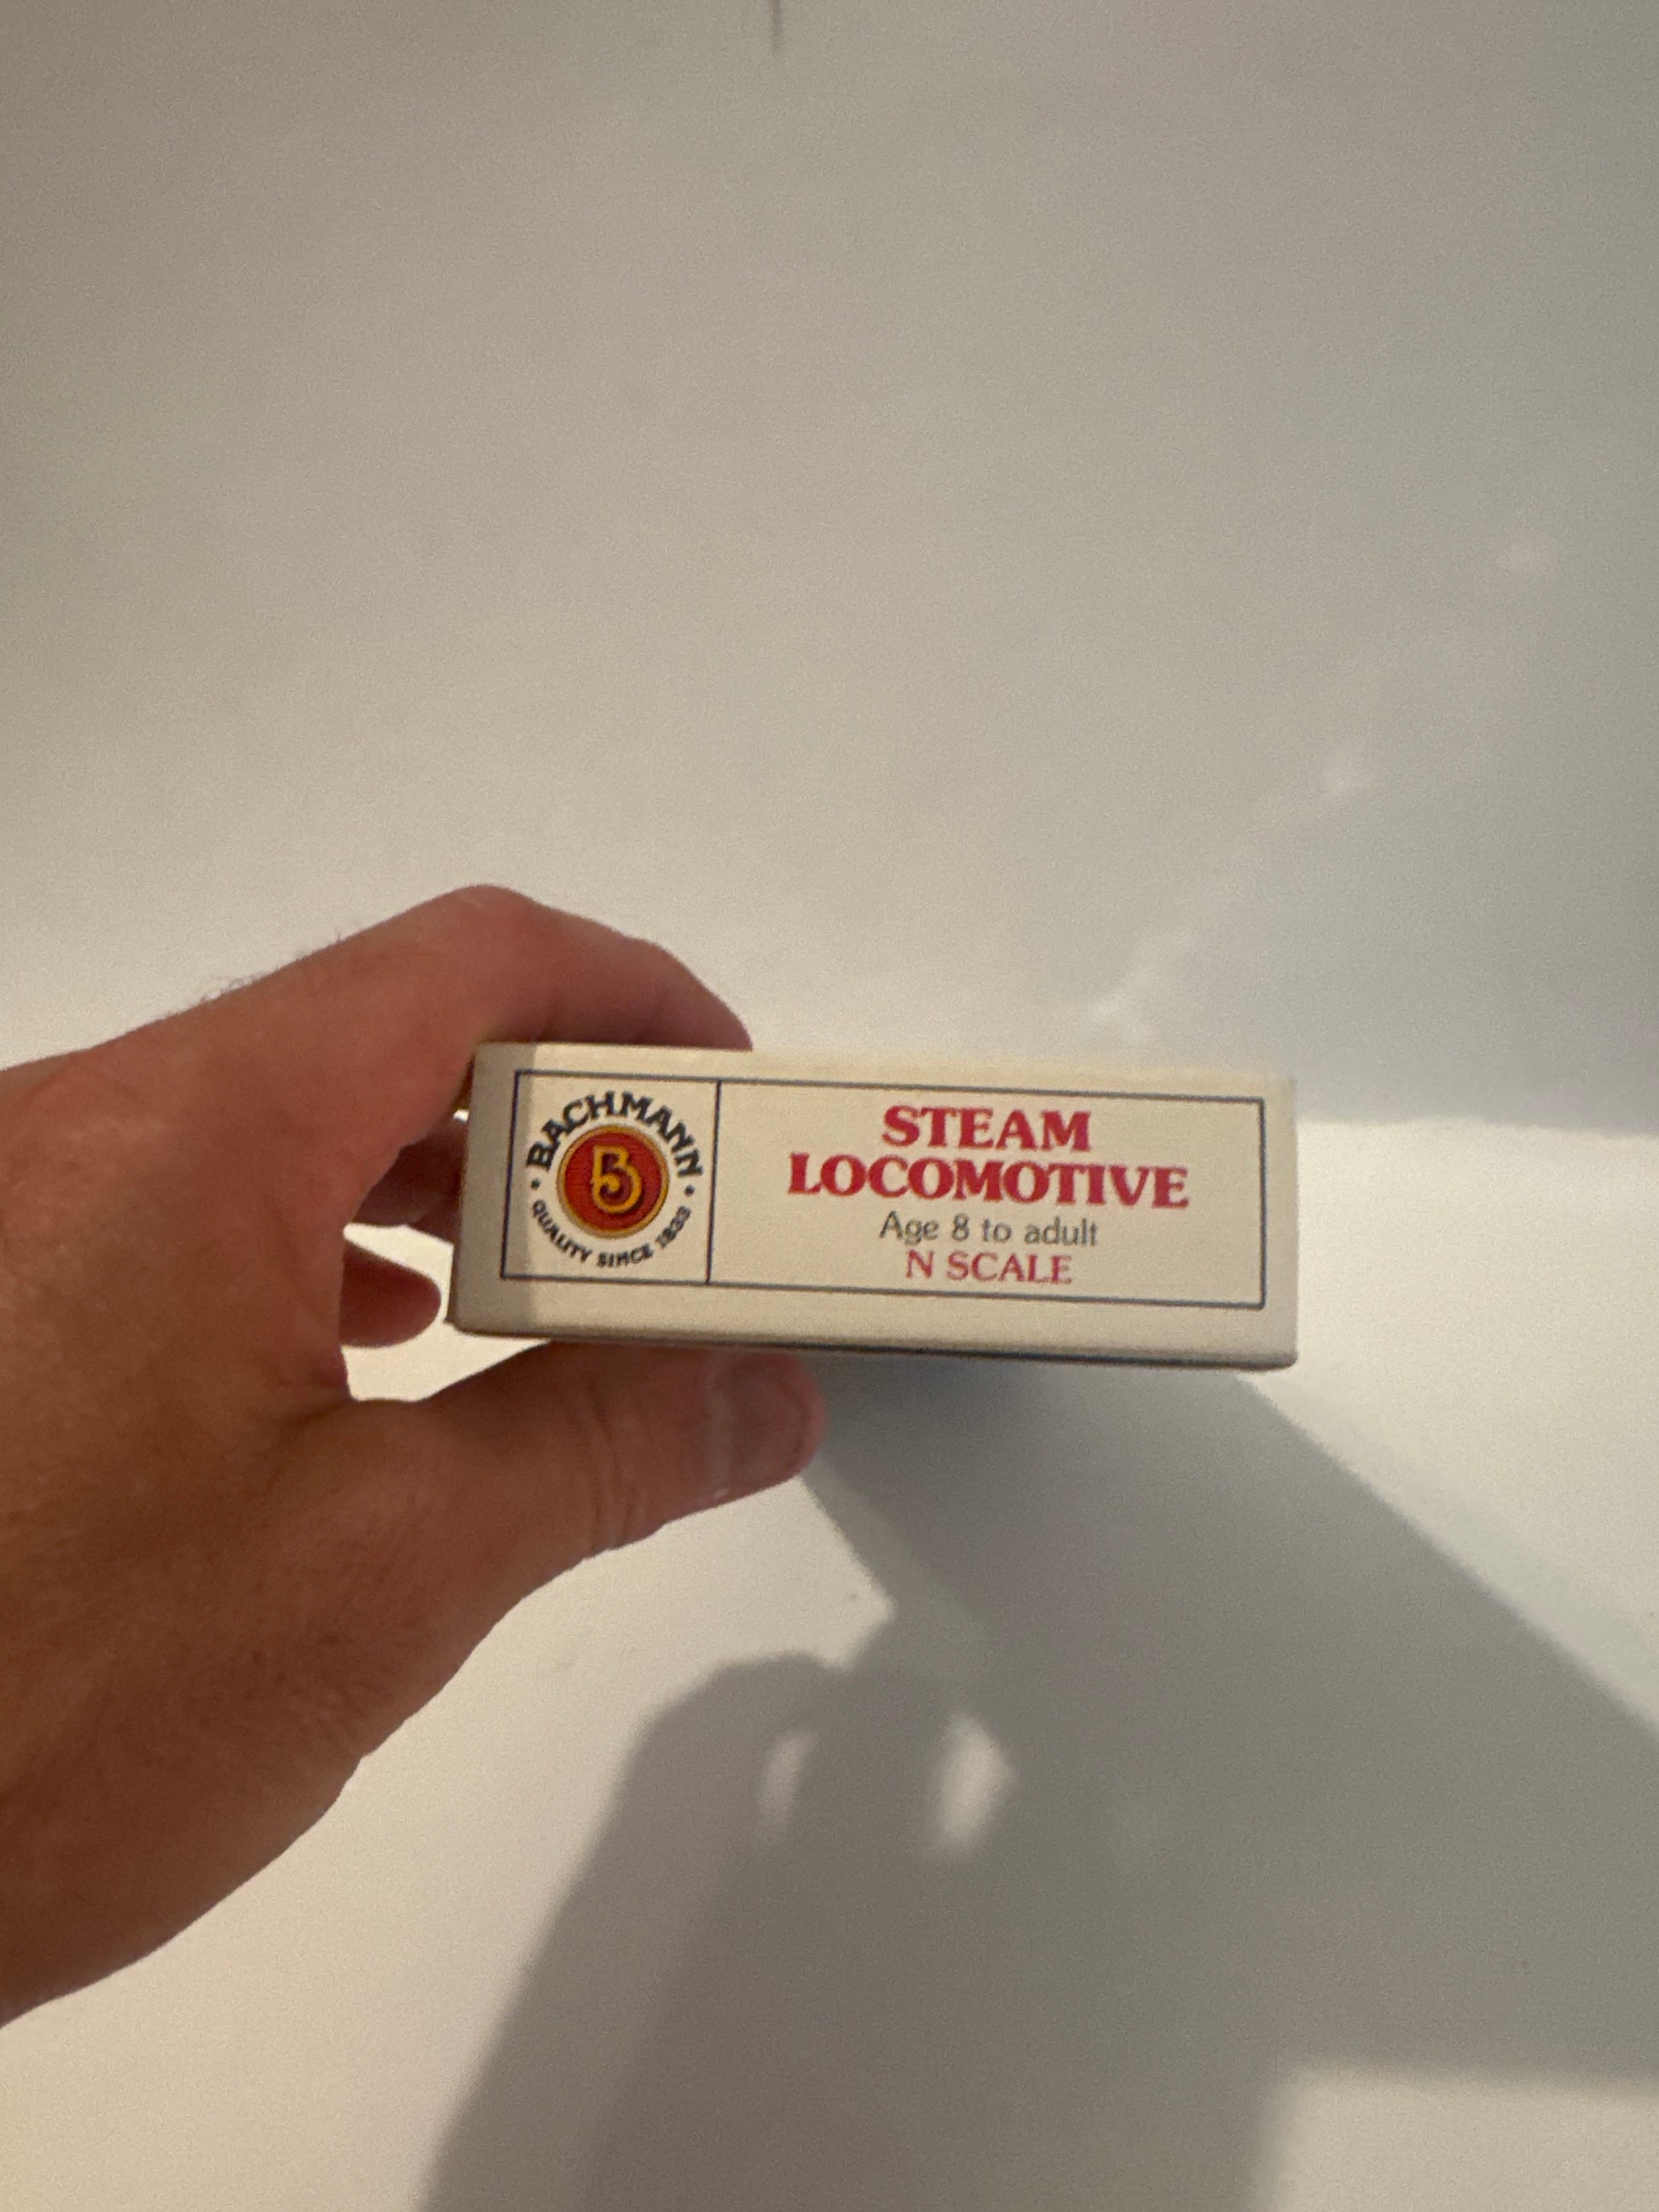 BACHMANN
B
• QUALITY SINCE 1833 •
STEAM
LOCOMOTIVE
Age 8 to adult
N SCALE